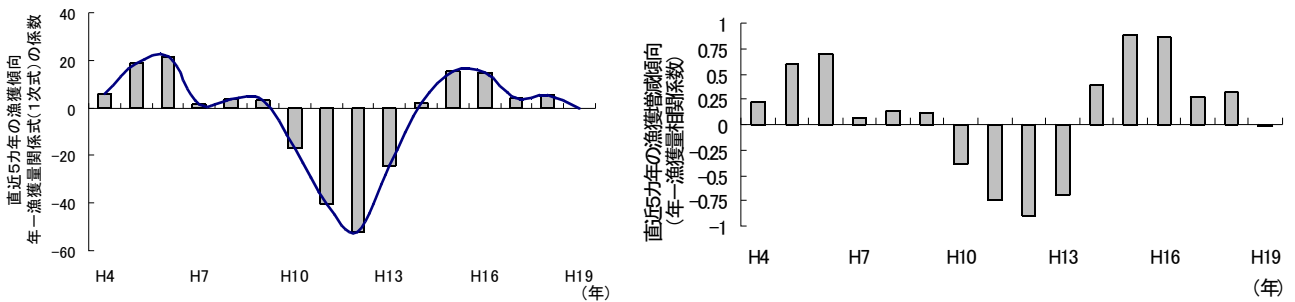 直近5カ年の漁獲傾向
年ー漁獲量関係式(1次式)の係数
40
20
0
-20
-40
-60
H4 H7 H10 H13 H16 H19
(年)
直近5カ年の漁獲増減傾向
(年ー漁獲量相関係数)
1
0.75
0.5
0.25
0
-0.25
-0.5
-0.75
-1
H4 H7 H10 H13 H16 H19
(年)